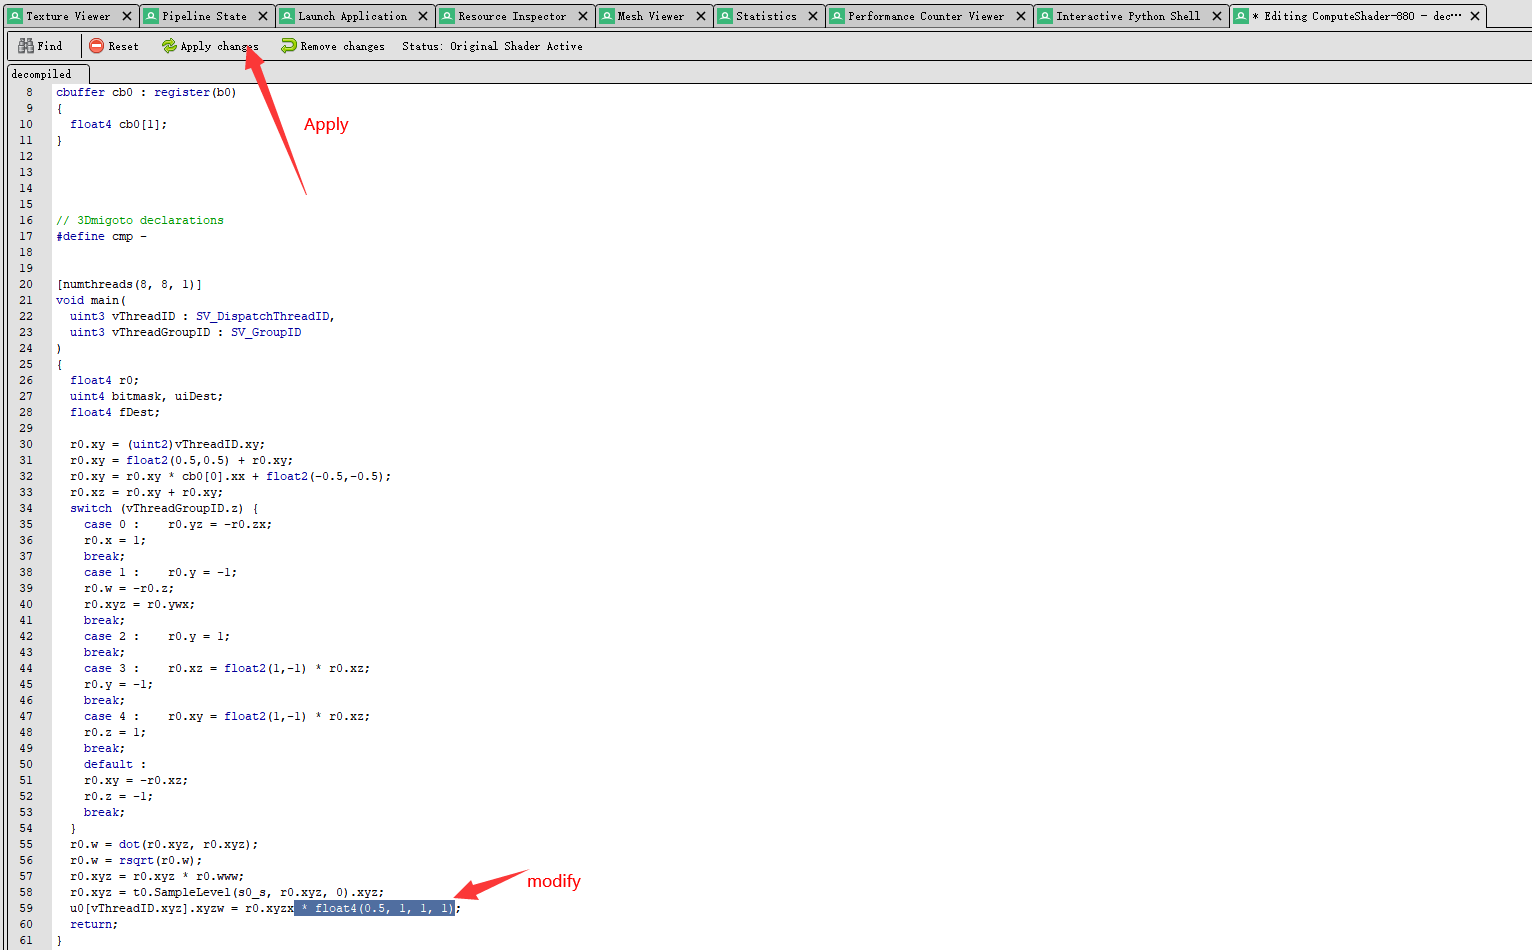 Texture Viewer Pipeline State Launch Application Resource Inspector Mesh Viewer Statistics Performance Counter Viewer Interactive Python Shell * Editing ComputeShader-880 - dec...
Find Reset Apply changes Remove changes Status: Original Shader Active
decompiled
8 cbuffer cb0 : register(b0)
9 {
10 float4 cb0[1];
Apply
11 }
12
13
14
15
16 // 3Dmigoto declarations
17 #define cmp -
18
19
20 [numthreads(8, 8, 1)]
21 void main(
22 uint3 vThreadID : SV_DispatchThreadID,
23 uint3 vThreadGroupID : SV_GroupID
24 )
25 {
26 float4 r0;
27 uint4 bitmask, uiDest;
28 float4 fDest;
29
30 r0.xy = (uint2)vThreadID.xy;
31 r0.xy = float2(0.5,0.5) + r0.xy;
32 r0.xy = r0.xy * cb0[0].xx + float2(-0.5,-0.5);
33 r0.xz = r0.xy + r0.xy;
34 switch (vThreadGroupID.z) {
35 case 0 : r0.yz = -r0.zx;
36 r0.x = 1;
37 break;
38 case 1 : r0.y = -1;
39 r0.w = -r0.z;
40 r0.xyz = r0.ywx;
41 break;
42 case 2 : r0.y = 1;
43 break;
44 case 3 : r0.xz = float2(1,-1) * r0.xz;
45 r0.y = -1;
46 break;
47 case 4 : r0.xy = float2(1,-1) * r0.xz;
48 r0.z = 1;
49 break;
50 default :
51 r0.xy = -r0.xz;
52 r0.z = -1;
53 break;
54 }
55 r0.w = dot(r0.xyz, r0.xyz);
56 r0.w = rsqrt(r0.w);
57 r0.xyz = r0.xyz * r0.www;
modify
58 r0.xyz = t0.SampleLevel(s0_s, r0.xyz, 0).xyz;
59 u0[vThreadID.xyz].xyzw = r0.xyzx * float4(0.5, 1, 1, 1);
60 return;
61 }